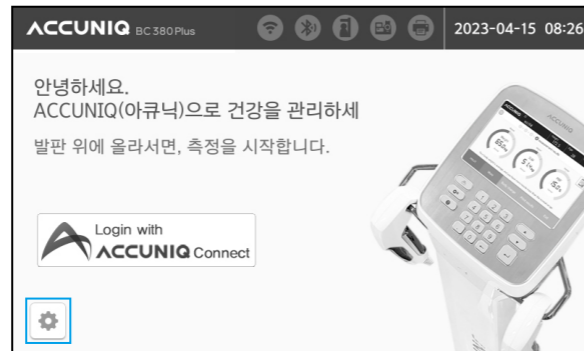 ACCUNIQ BC380Plus
2023-04-15 08:26
안녕하세요.
ACCUNIQ(아큐닉)으로 건강을 관리하세
발판 위에 올라서면, 측정을 시작합니다.
Login with
ACCUNIQ Connect